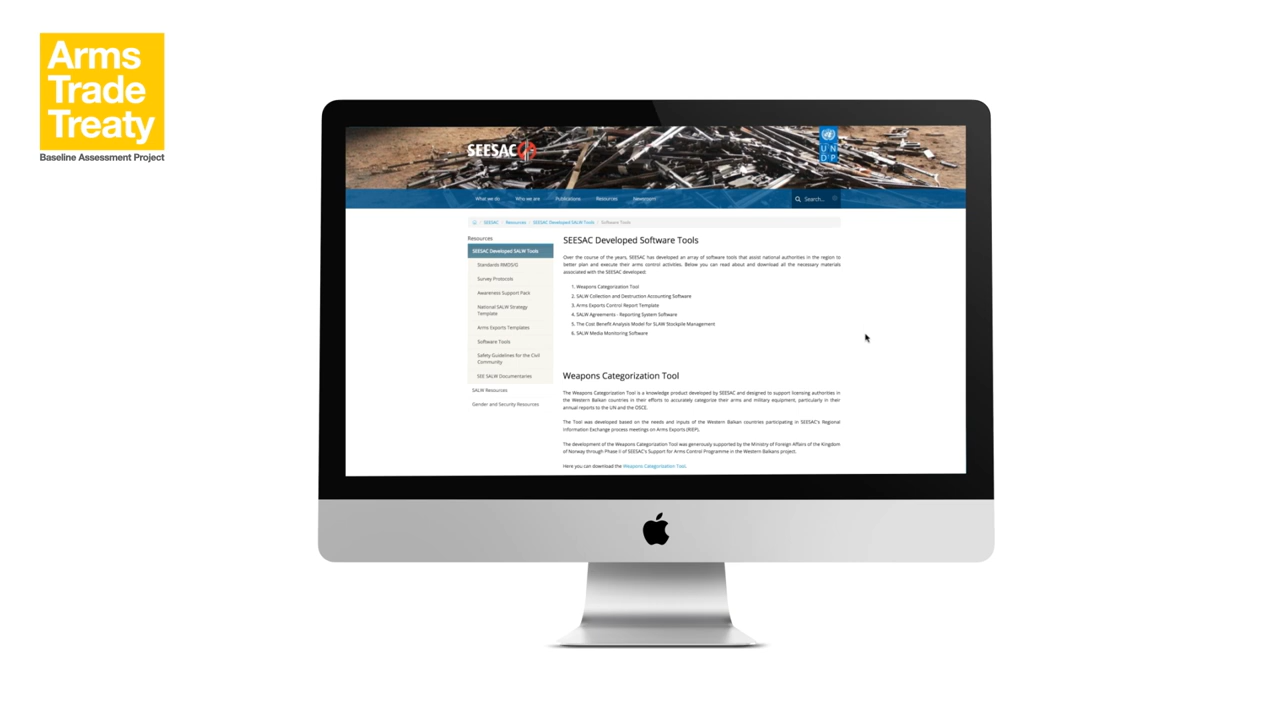 Arms
Trade
Treaty
Baseline Assessment Project
SEESAC
U N
D P
What we do
Who we are
Publications
Resources
Newsroom
Search...
SEESAC / Resources / SEESAC Developed SALW Tools / Software Tools
Resources
SEESAC Developed SALW Tools
Standards RMDS/G
Survey Protocols
Awareness Support Pack
National SALW Strategy
Template
Arms Exports Templates
Software Tools
Safety Guidelines for the Civil
Community
SEE SALW Documentaries
SALW Resources
Gender and Security Resources
SEESAC Developed Software Tools
Over the course of the years, SEESAC has developed an array of software tools that assist national authorities in the region to
better plan and execute their arms control activities. Below you can read about and download all the necessary materials
associated with the SEESAC developed:
1. Weapons Categorization Tool
2. SALW Collection and Destruction Accounting Software
3. Arms Exports Control Report Template
4. SALW Agreements - Reporting System Software
5. The Cost Benefit Analysis Model for SLAW Stockpile Management
6. SALW Media Monitoring Software
Weapons Categorization Tool
The Weapons Categorization Tool is a knowledge product developed by SEESAC and designed to support licensing authorities in
the Western Balkan countries in their efforts to accurately categorize their arms and military equipment, particularly in their
annual reports to the UN and the OSCE.
The Tool was developed based on the needs and inputs of the Western Balkan countries participating in SEESAC's Regional
Information Exchange process meetings on Arms Exports (RIEP).
The development of the Weapons Categorization Tool was generously supported by the Ministry of Foreign Affairs of the Kingdom
of Norway through Phase II of SEESAC's Support for Arms Control Programme in the Western Balkans project.
Here you can download the Weapons Categorization Tool.